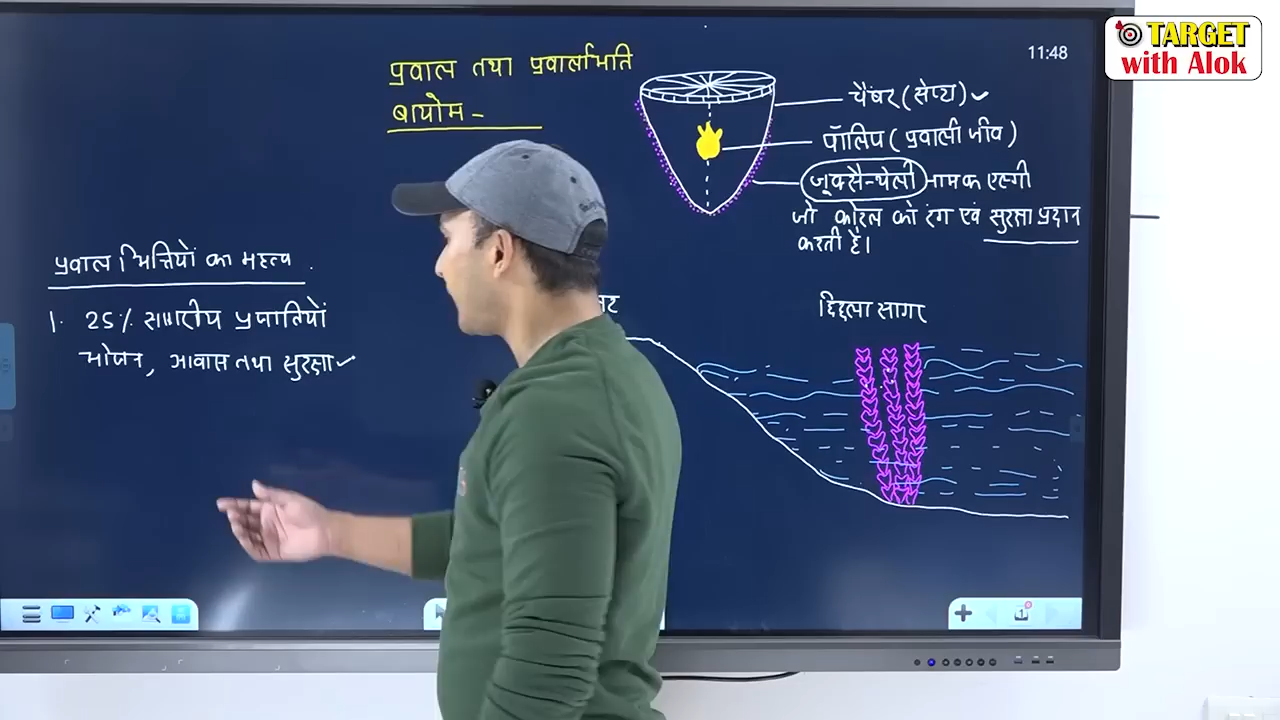 TARGET
with Alok
11:48
प्रवाल तथा प्रवालभित्ति
बायोम -
चैंबर (सेप्टा)
पॉलिप (प्रवाली जीव)
जूक्सैन्थेली नामक एल्गी
जो कोरल को रंग एवं सुरक्षा प्रदान
करती है।
प्रवाल भित्तियों का महत्व
1. 25% सागरीय प्रजातियों
भोजन, आवास तथा सुरक्षा
छिछला सागर